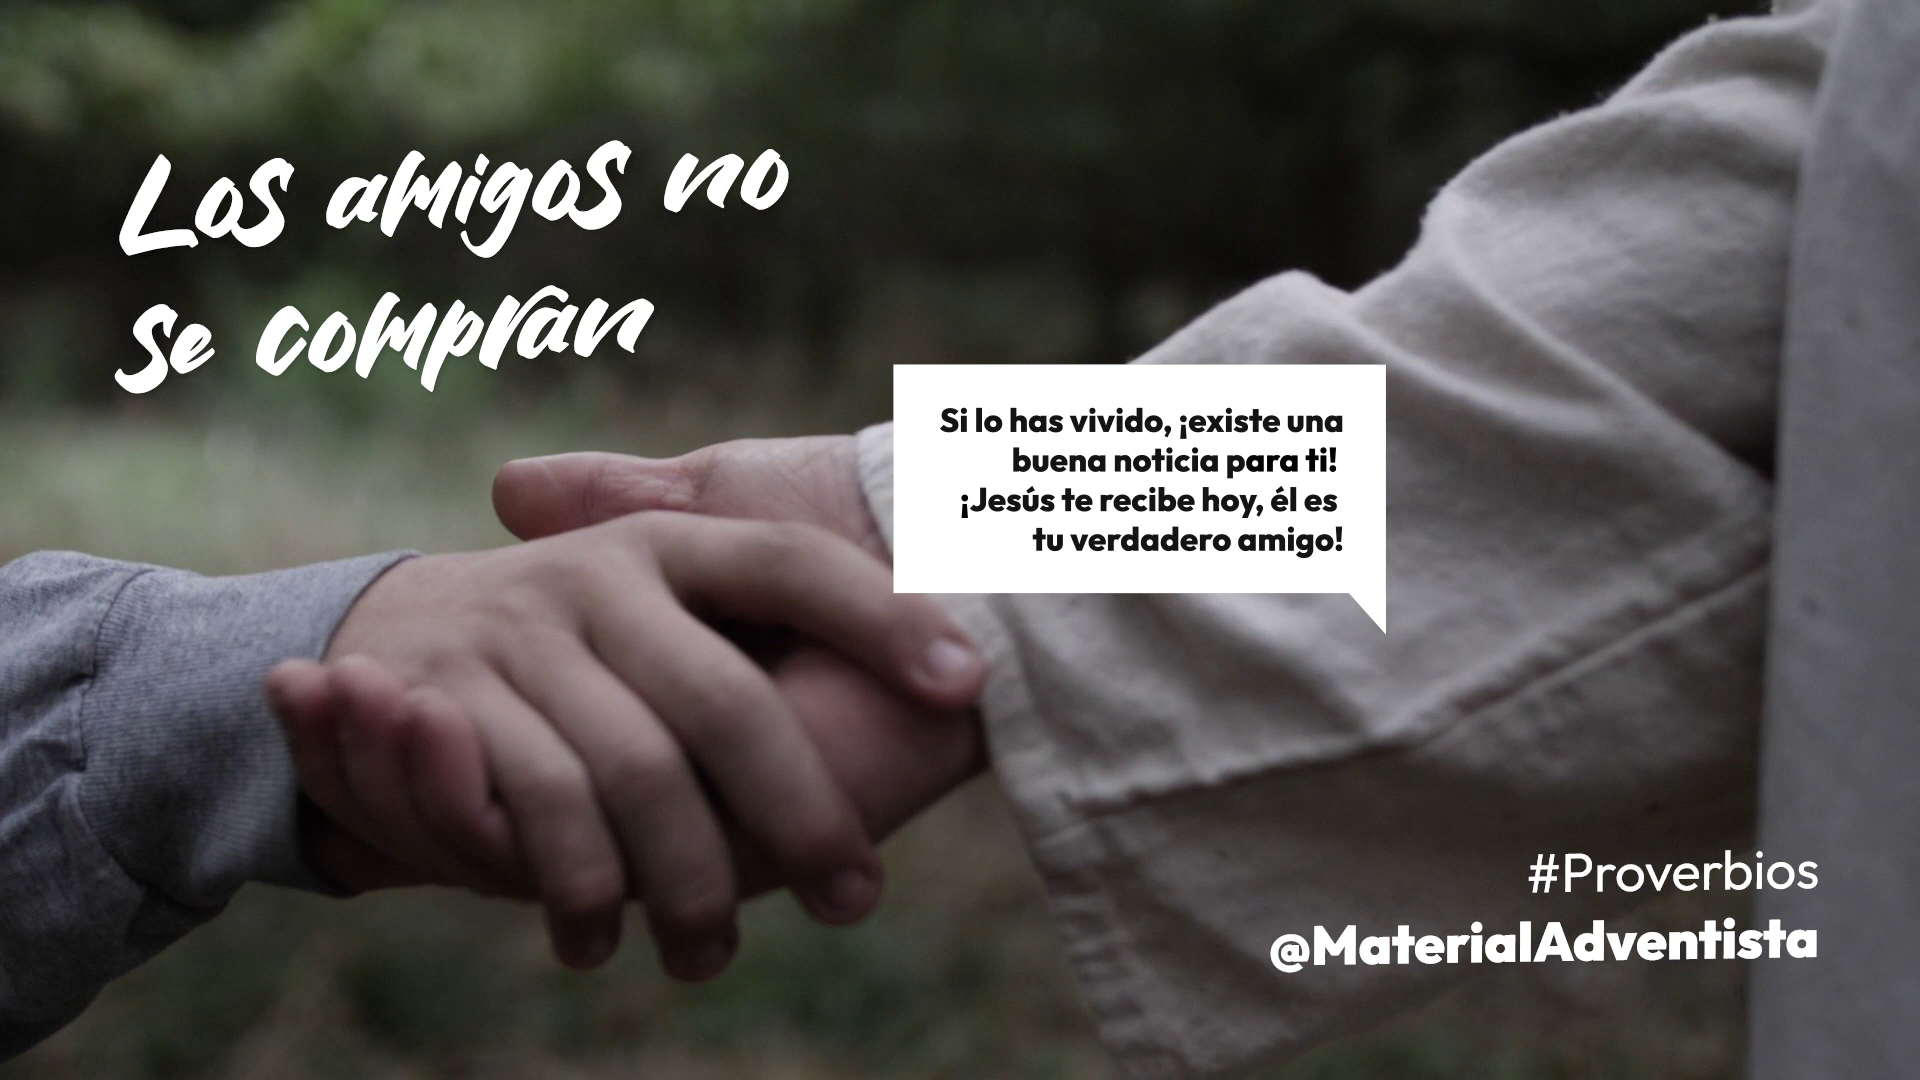 Los amigos no
se compran
Si lo has vivido, ¡existe una
buena noticia para ti!
¡Jesús te recibe hoy, él es
tu verdadero amigo!
#Proverbios
@MaterialAdventista